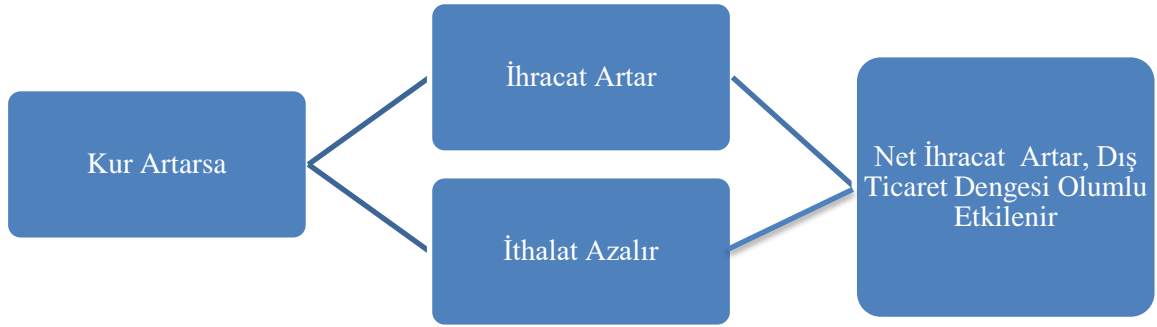 Kur Artarsa
İhracat Artar
İthalat Azalır
Net İhracat Artar, Dış
Ticaret Dengesi Olumlu
Etkilenir